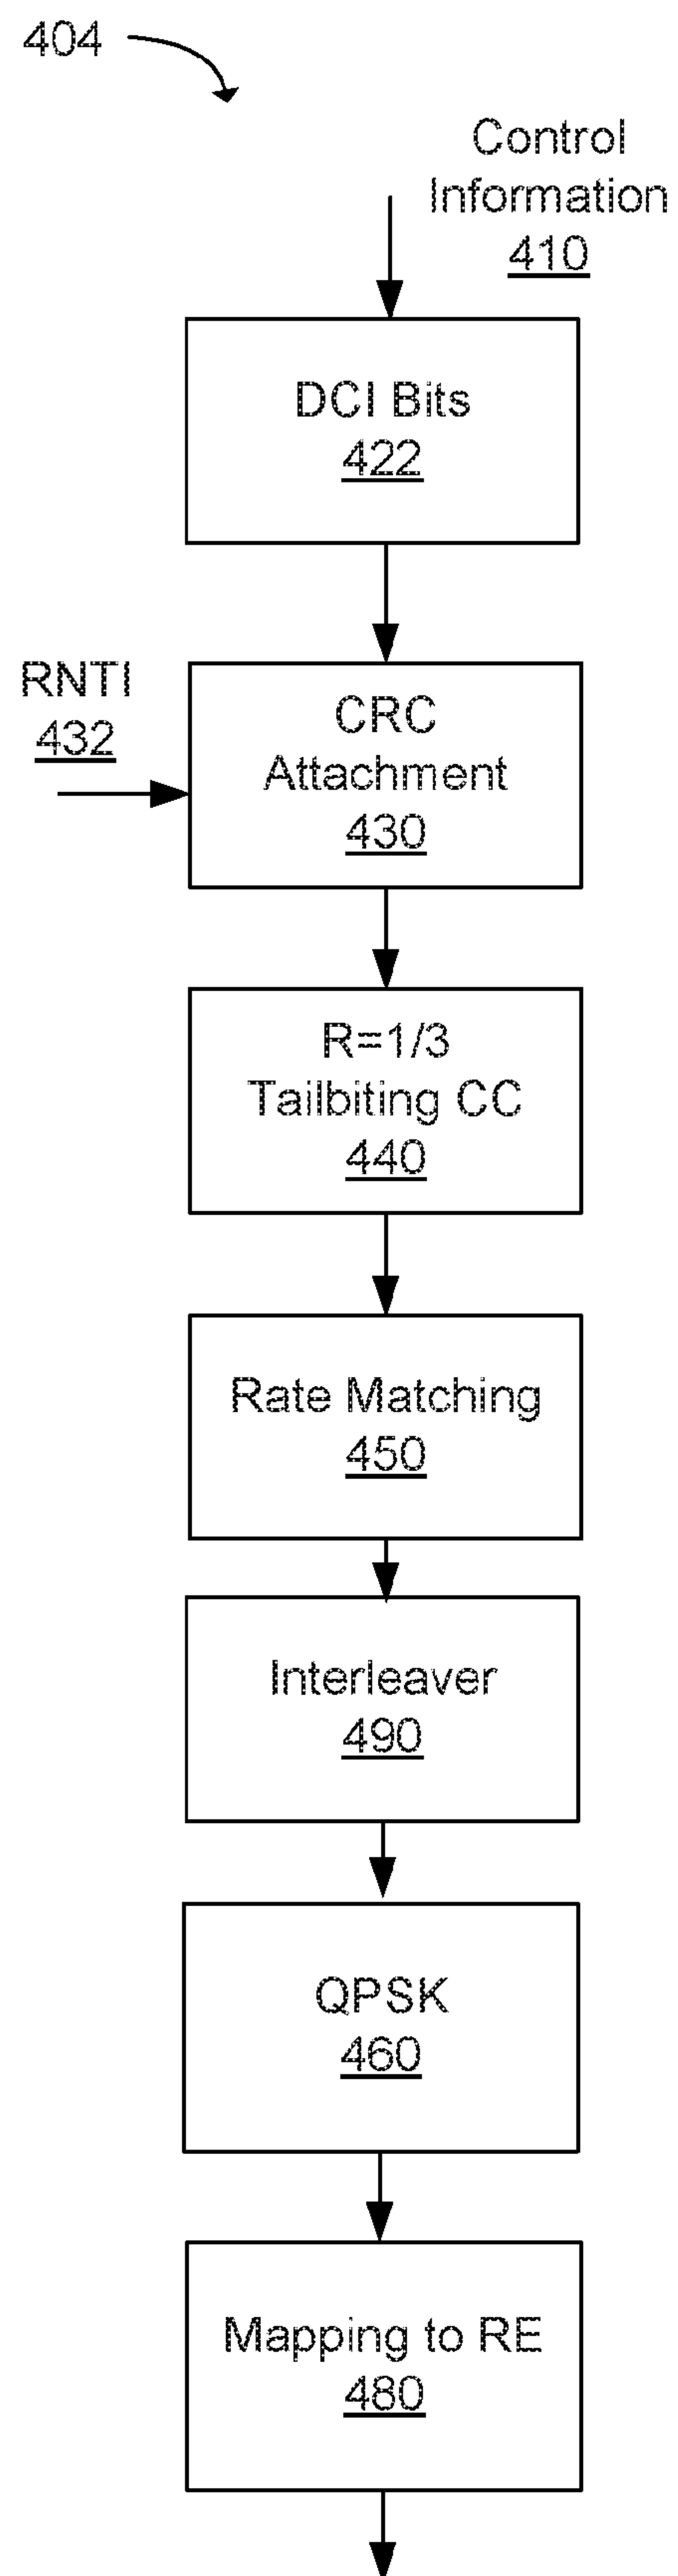 404
Control
Information
410
DCI Bits
422
RNTI
432
CRC
Attachment
430
R=1/3
Tailbiting CC
440
Rate Matching
450
Interleaver
490
QPSK
460
Mapping to RE
480